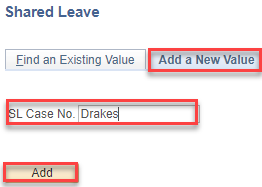 Shared Leave
Find an Existing Value Add a New Value
SL Case No. Drakes
Add